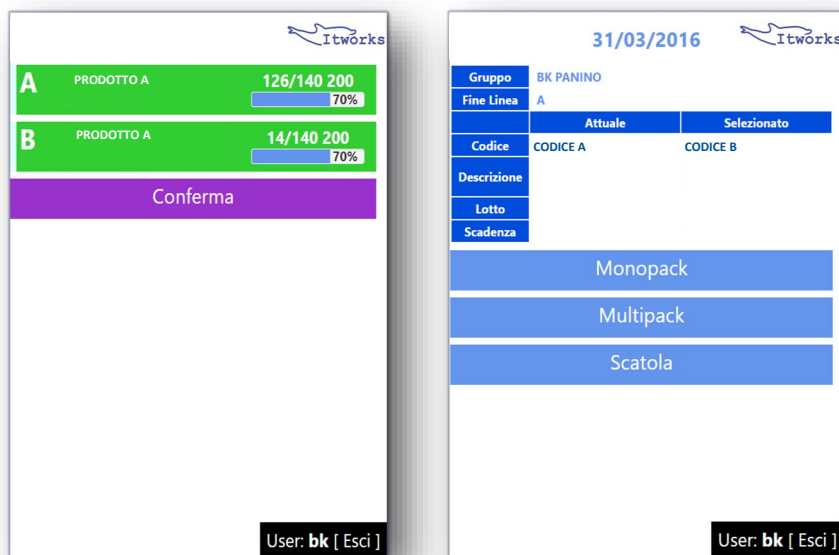 Itworks
A PRODOTTO A 126/140 200
70%
B PRODOTTO A 14/140 200
70%
Conferma
User: bk [ Esci ]
31/03/2016 Itworks
Gruppo BK PANINO
Fine Linea A
Attuale Selezionato
Codice CODICE A CODICE B
Descrizione
Lotto
Scadenza
Monopack
Multipack
Scatola
User: bk [ Esci ]